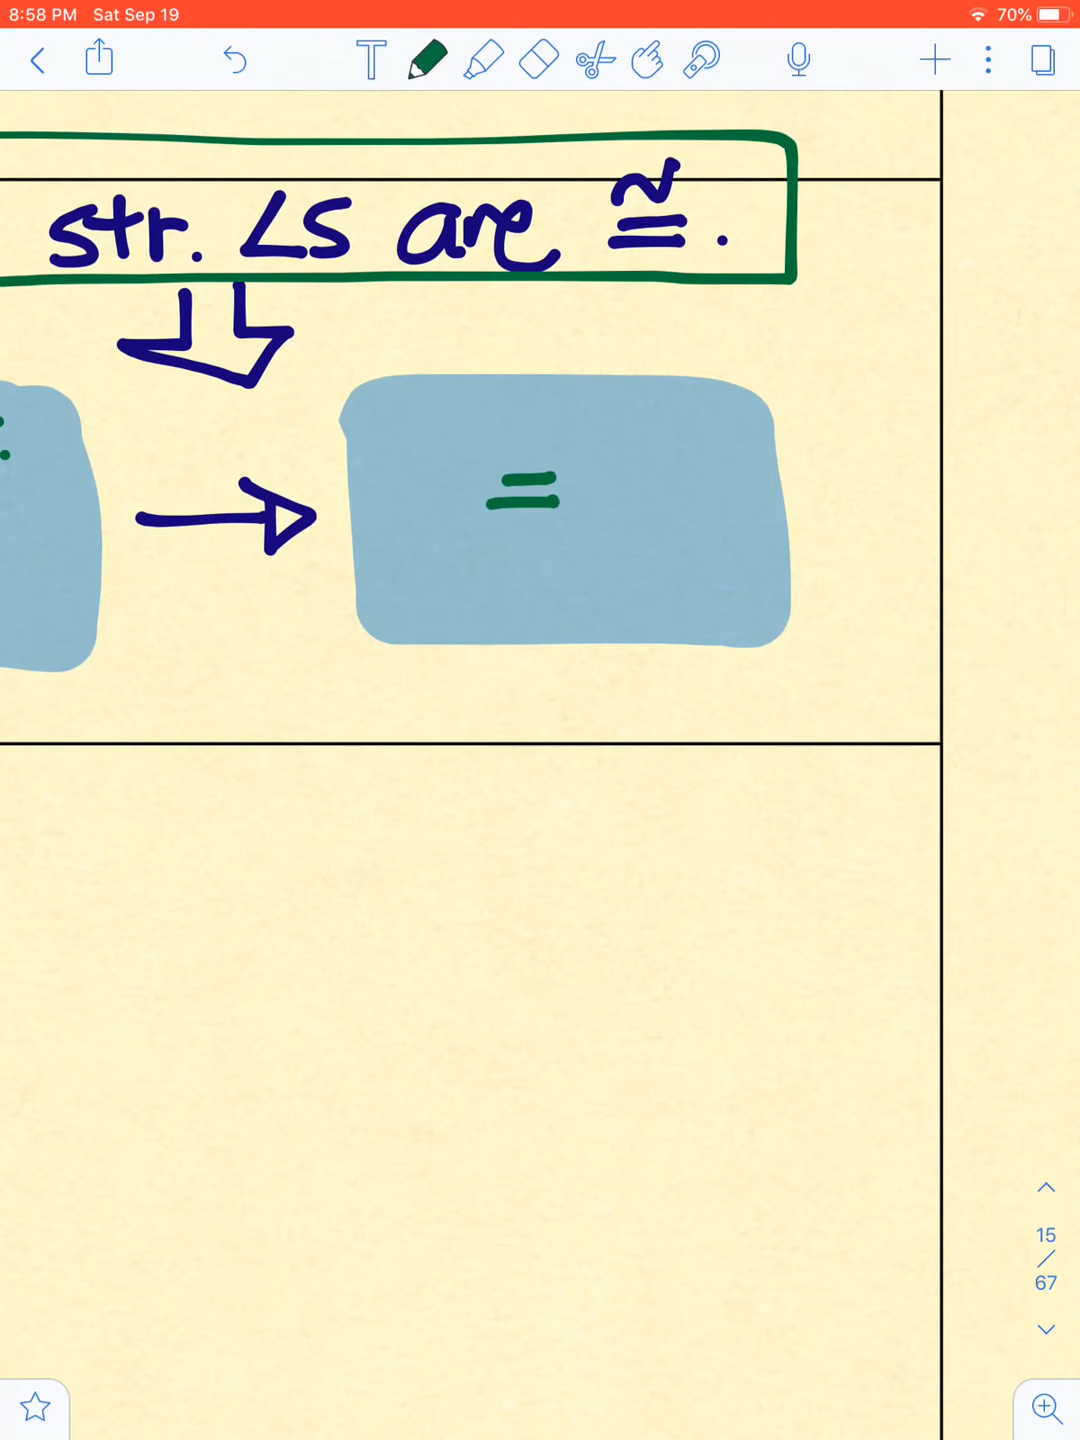 8:58 PM Sat Sep 19 70%
T
str. ∠s are ≅.
=
15
/
67